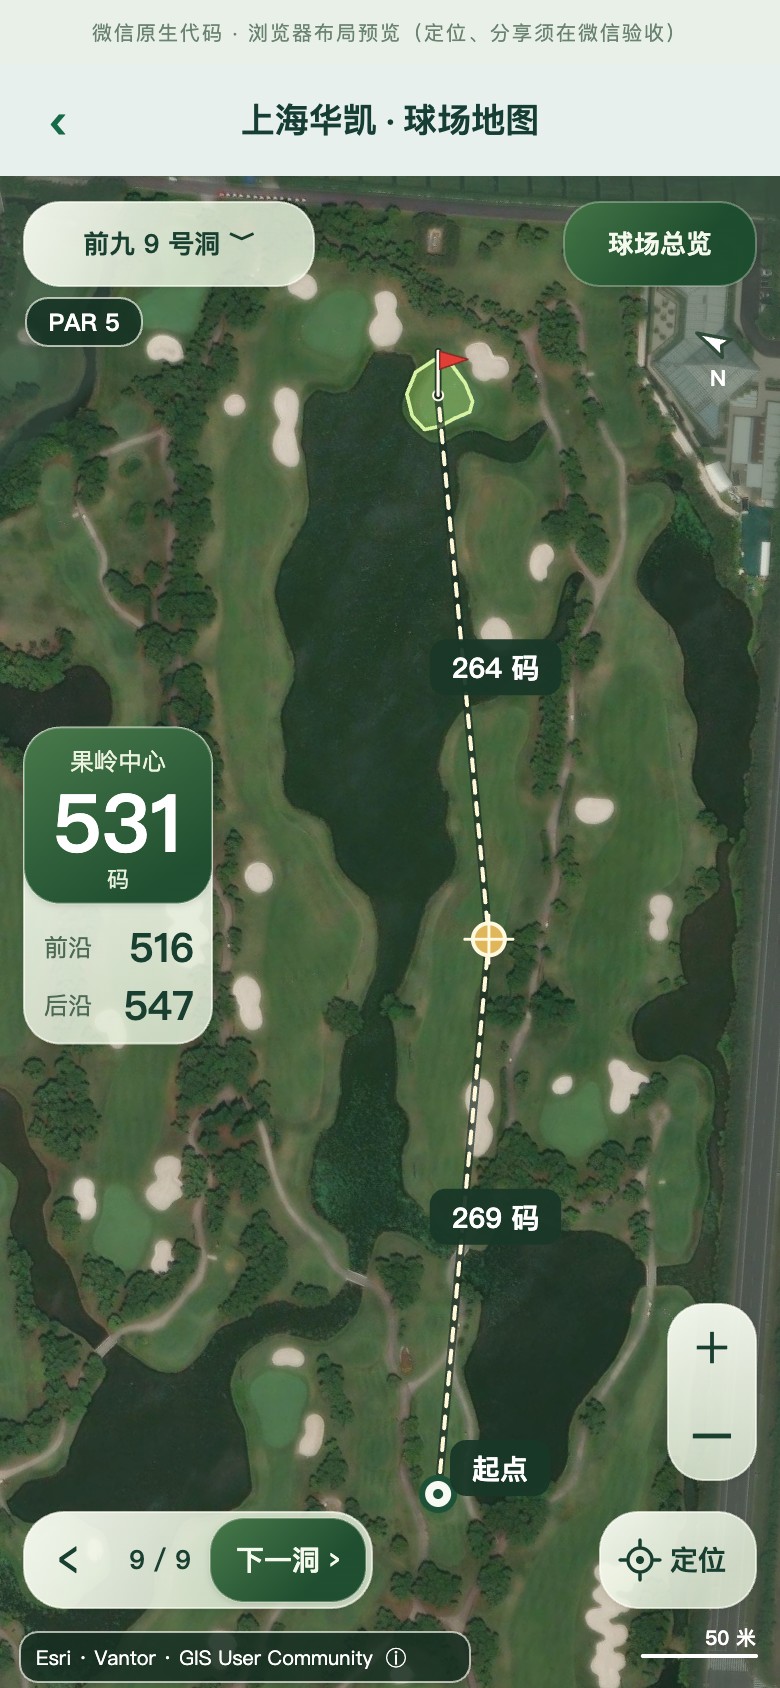 微信原生代码 · 浏览器布局预览（定位、分享须在微信验收）
‹ 上海华凯 · 球场地图
前九 9 号洞
球场总览
PAR 5
N
264 码
果岭中心
531
码
前沿 516
后沿 547
269 码
+
起点
—
< 9 / 9 下一洞 ›
定位
50 米
Esri · Vantor · GIS User Community ⓘ